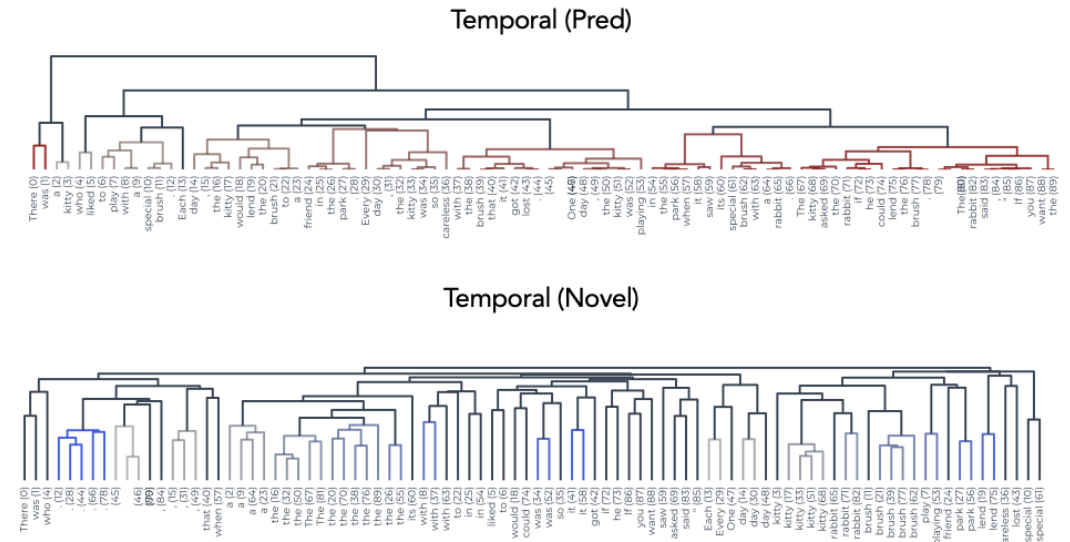 Temporal (Pred)
There (0)
was (1)
a (2)
kitty (3)
who (4)
liked (5)
to (6)
play (7)
with (8)
a (9)
special (10)
brush (11)
. (12)
Each (13)
day (14)
, (15)
the (16)
kitty (17)
would (18)
lend (19)
the (20)
brush (21)
to (22)
a (23)
friend (24)
in (25)
the (26)
park (27)
. (28)
Every (29)
day (30)
, (31)
the (32)
kitty (33)
was (34)
so (35)
careless (36)
with (37)
the (38)
brush (39)
that (40)
it (41)
got (42)
lost (43)
. (44)
(45)
One
day (48)
, (49)
the (50)
kitty (51)
was (52)
playing (53)
in (54)
the (55)
park (56)
when (57)
it (58)
saw (59)
its (60)
special (61)
brush (62)
with (63)
a (64)
rabbit (65)
. (66)
The (67)
kitty (68)
asked (69)
the (70)
rabbit (71)
if (72)
he (73)
could (74)
lend (75)
the (76)
brush (77)
. (78)
(79)
The
rabbit (82)
said (83)
, (84)
" (85)
If (86)
you (87)
want (88)
the (89)
Temporal (Novel)
There (0)
was (1)
who (4)
. (12)
. (28)
. (44)
. (66)
. (78)
(45)
(46)
, (84)
, (15)
, (31)
, (49)
that (40)
when (57)
a (2)
a (9)
a (64)
a (23)
the (16)
the (32)
the (50)
The (67)
The (81)
the (20)
the (70)
the (38)
the (76)
the (89)
the (26)
the (55)
its (60)
with (8)
with (37)
with (63)
to (22)
in (25)
in (54)
liked (5)
to (6)
would (18)
could (74)
was (34)
was (52)
so (35)
it (41)
it (58)
got (42)
if (72)
he (73)
If (86)
you (87)
want (88)
saw (59)
asked (69)
said (83)
" (85)
Each (13)
Every (29)
One (47)
day (14)
day (30)
day (48)
kitty (3)
kitty (17)
kitty (33)
kitty (51)
kitty (68)
rabbit (65)
rabbit (71)
rabbit (82)
brush (11)
brush (21)
brush (39)
brush (77)
brush (62)
play (7)
playing (53)
friend (24)
park (27)
park (56)
lend (19)
lend (75)
careless (36)
lost (43)
special (10)
special (61)